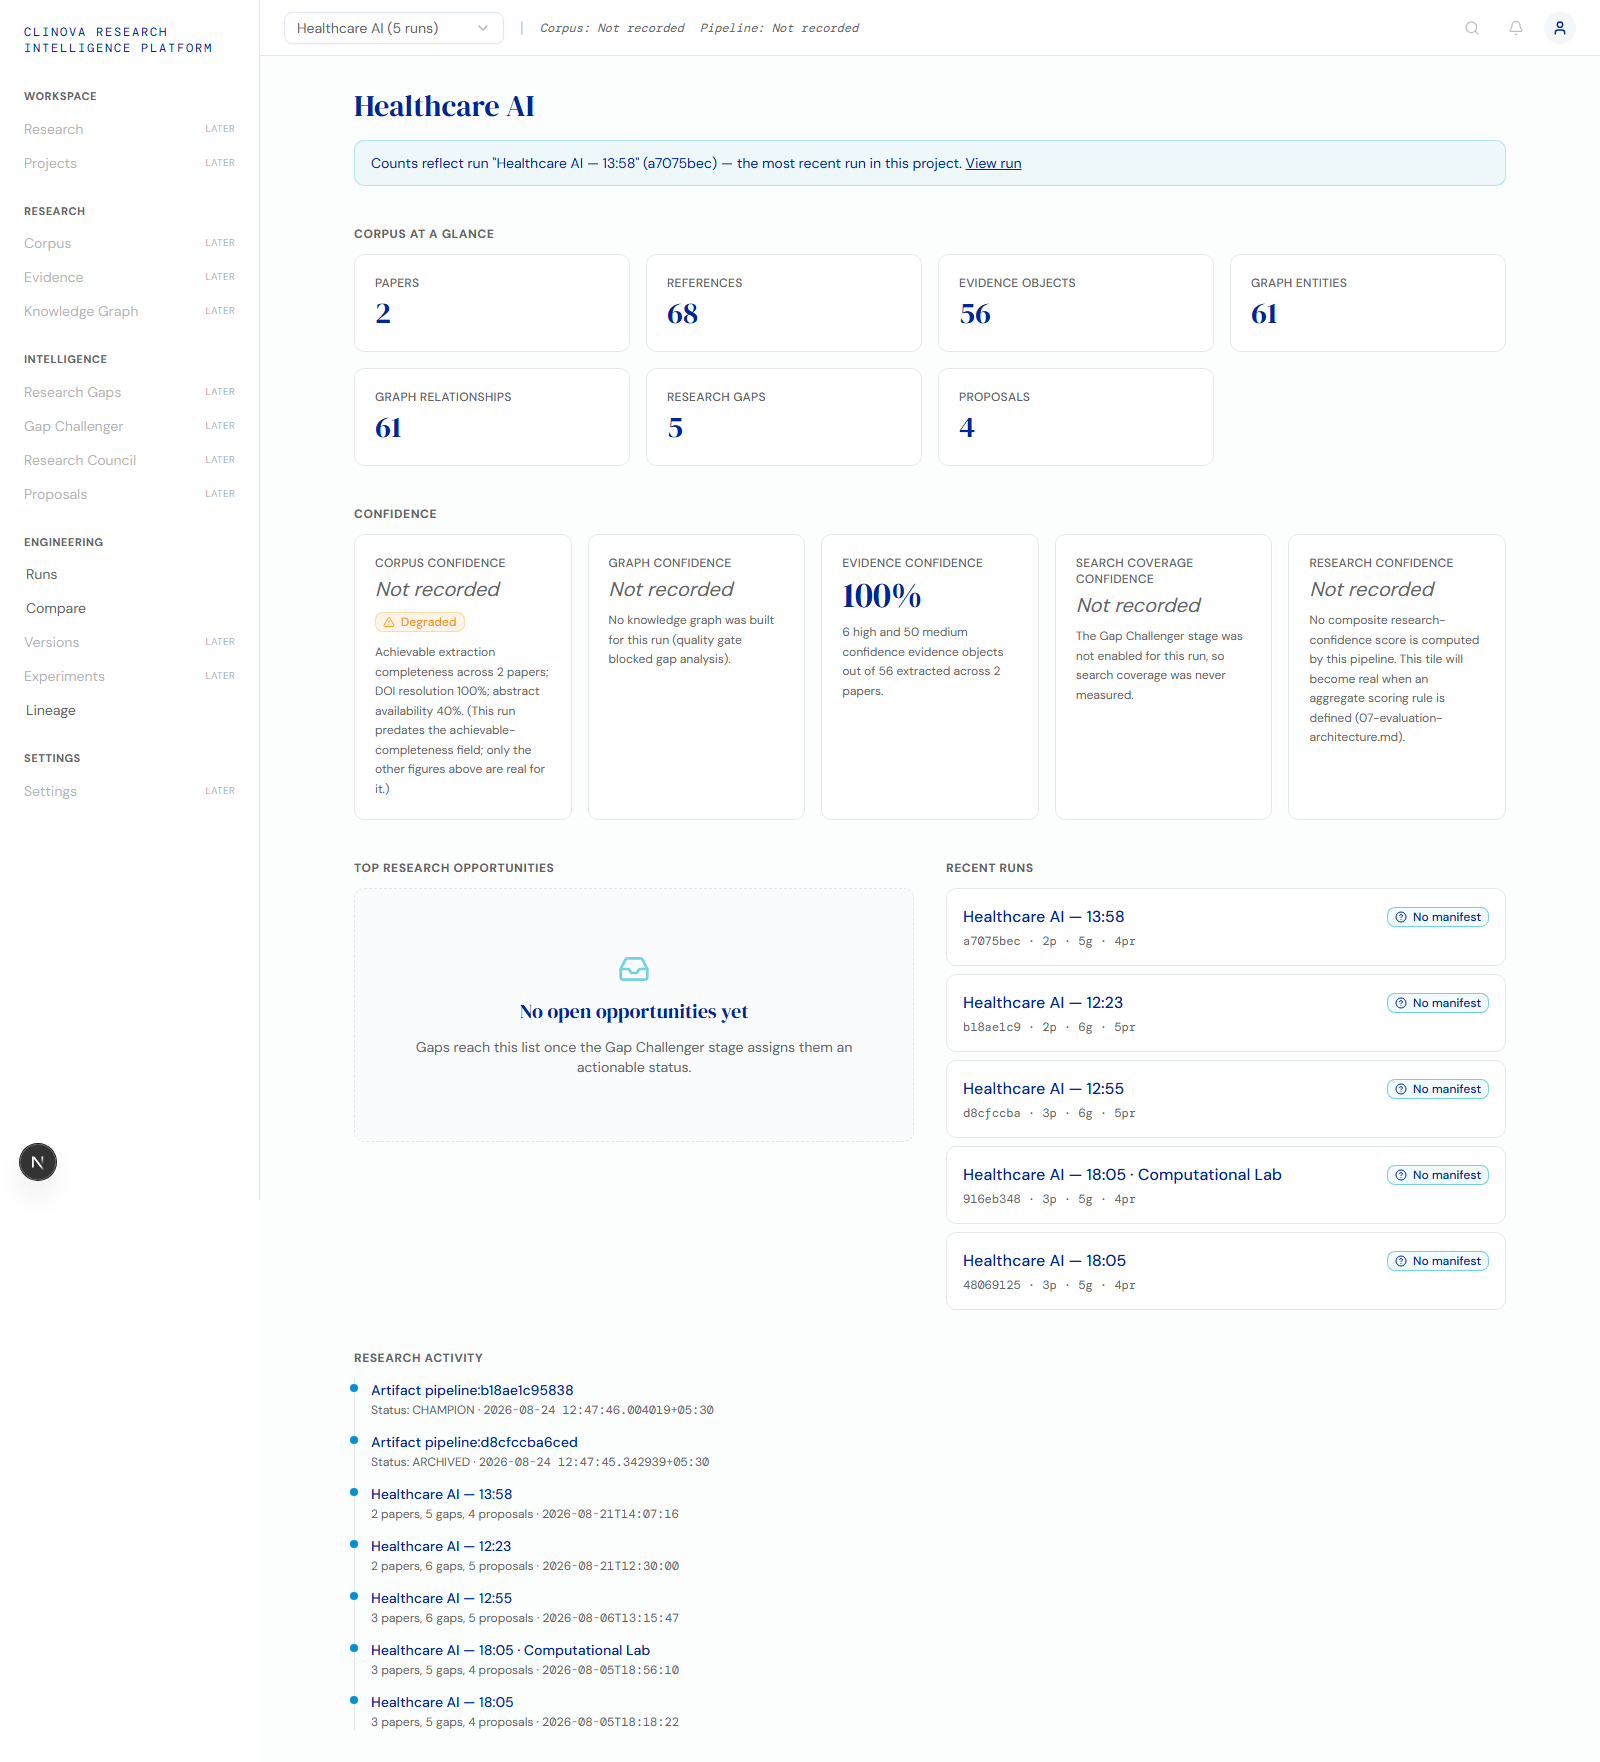 CLINOVA RESEARCH
INTELLIGENCE PLATFORM
WORKSPACE
Research LATER
Projects LATER
RESEARCH
Corpus LATER
Evidence LATER
Knowledge Graph LATER
INTELLIGENCE
Research Gaps LATER
Gap Challenger LATER
Research Council LATER
Proposals LATER
ENGINEERING
Runs
Compare
Versions LATER
Experiments LATER
Lineage
SETTINGS
Settings LATER
N
Healthcare AI (5 runs) | Corpus: Not recorded Pipeline: Not recorded
Healthcare AI
Counts reflect run "Healthcare AI — 13:58" (a7075bec) — the most recent run in this project. View run
CORPUS AT A GLANCE
PAPERS
2
REFERENCES
68
EVIDENCE OBJECTS
56
GRAPH ENTITIES
61
GRAPH RELATIONSHIPS
61
RESEARCH GAPS
5
PROPOSALS
4
CONFIDENCE
CORPUS CONFIDENCE
Not recorded
Degraded
Achievable extraction
completeness across 2 papers;
DOI resolution 100%; abstract
availability 40%. (This run
predates the achievable-
completeness field; only the
other figures above are real for
it.)
GRAPH CONFIDENCE
Not recorded
No knowledge graph was built
for this run (quality gate
blocked gap analysis).
EVIDENCE CONFIDENCE
100%
6 high and 50 medium
confidence evidence objects
out of 56 extracted across 2
papers.
SEARCH COVERAGE
CONFIDENCE
Not recorded
The Gap Challenger stage was
not enabled for this run, so
search coverage was never
measured.
RESEARCH CONFIDENCE
Not recorded
No composite research-
confidence score is computed
by this pipeline. This tile will
become real when an
aggregate scoring rule is
defined (07-evaluation-
architecture.md).
TOP RESEARCH OPPORTUNITIES
No open opportunities yet
Gaps reach this list once the Gap Challenger stage assigns them an
actionable status.
RECENT RUNS
Healthcare AI — 13:58 No manifest
a7075bec · 2p · 5g · 4pr
Healthcare AI — 12:23 No manifest
b18ae1c9 · 2p · 6g · 5pr
Healthcare AI — 12:55 No manifest
d8cfccba · 3p · 6g · 5pr
Healthcare AI — 18:05 · Computational Lab No manifest
916eb348 · 3p · 5g · 4pr
Healthcare AI — 18:05 No manifest
48069125 · 3p · 5g · 4pr
RESEARCH ACTIVITY
Artifact pipeline:b18ae1c95838
Status: CHAMPION · 2026-08-24 12:47:46.004019+05:30
Artifact pipeline:d8cfccba6ced
Status: ARCHIVED · 2026-08-24 12:47:45.342939+05:30
Healthcare AI — 13:58
2 papers, 5 gaps, 4 proposals · 2026-08-21T14:07:16
Healthcare AI — 12:23
2 papers, 6 gaps, 5 proposals · 2026-08-21T12:30:00
Healthcare AI — 12:55
3 papers, 6 gaps, 5 proposals · 2026-08-06T13:15:47
Healthcare AI — 18:05 · Computational Lab
3 papers, 5 gaps, 4 proposals · 2026-08-05T18:56:10
Healthcare AI — 18:05
3 papers, 5 gaps, 4 proposals · 2026-08-05T18:18:22